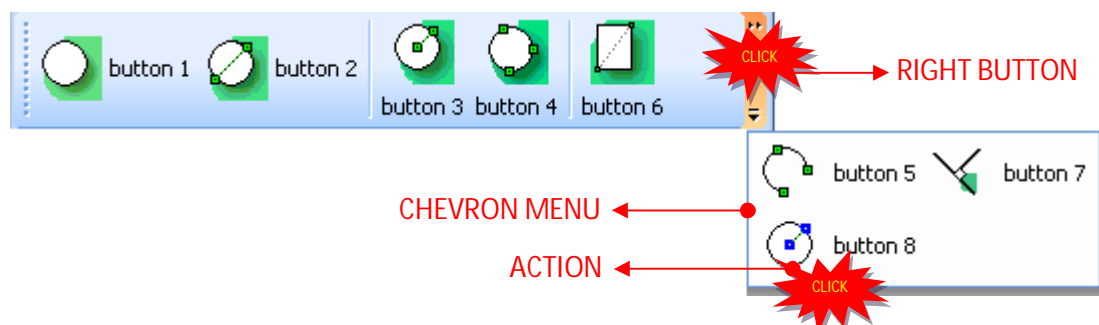 button 1
button 2
button 3
button 4
button 6
CLICK
RIGHT BUTTON
button 5
button 7
CHEVRON MENU
button 8
ACTION
CLICK